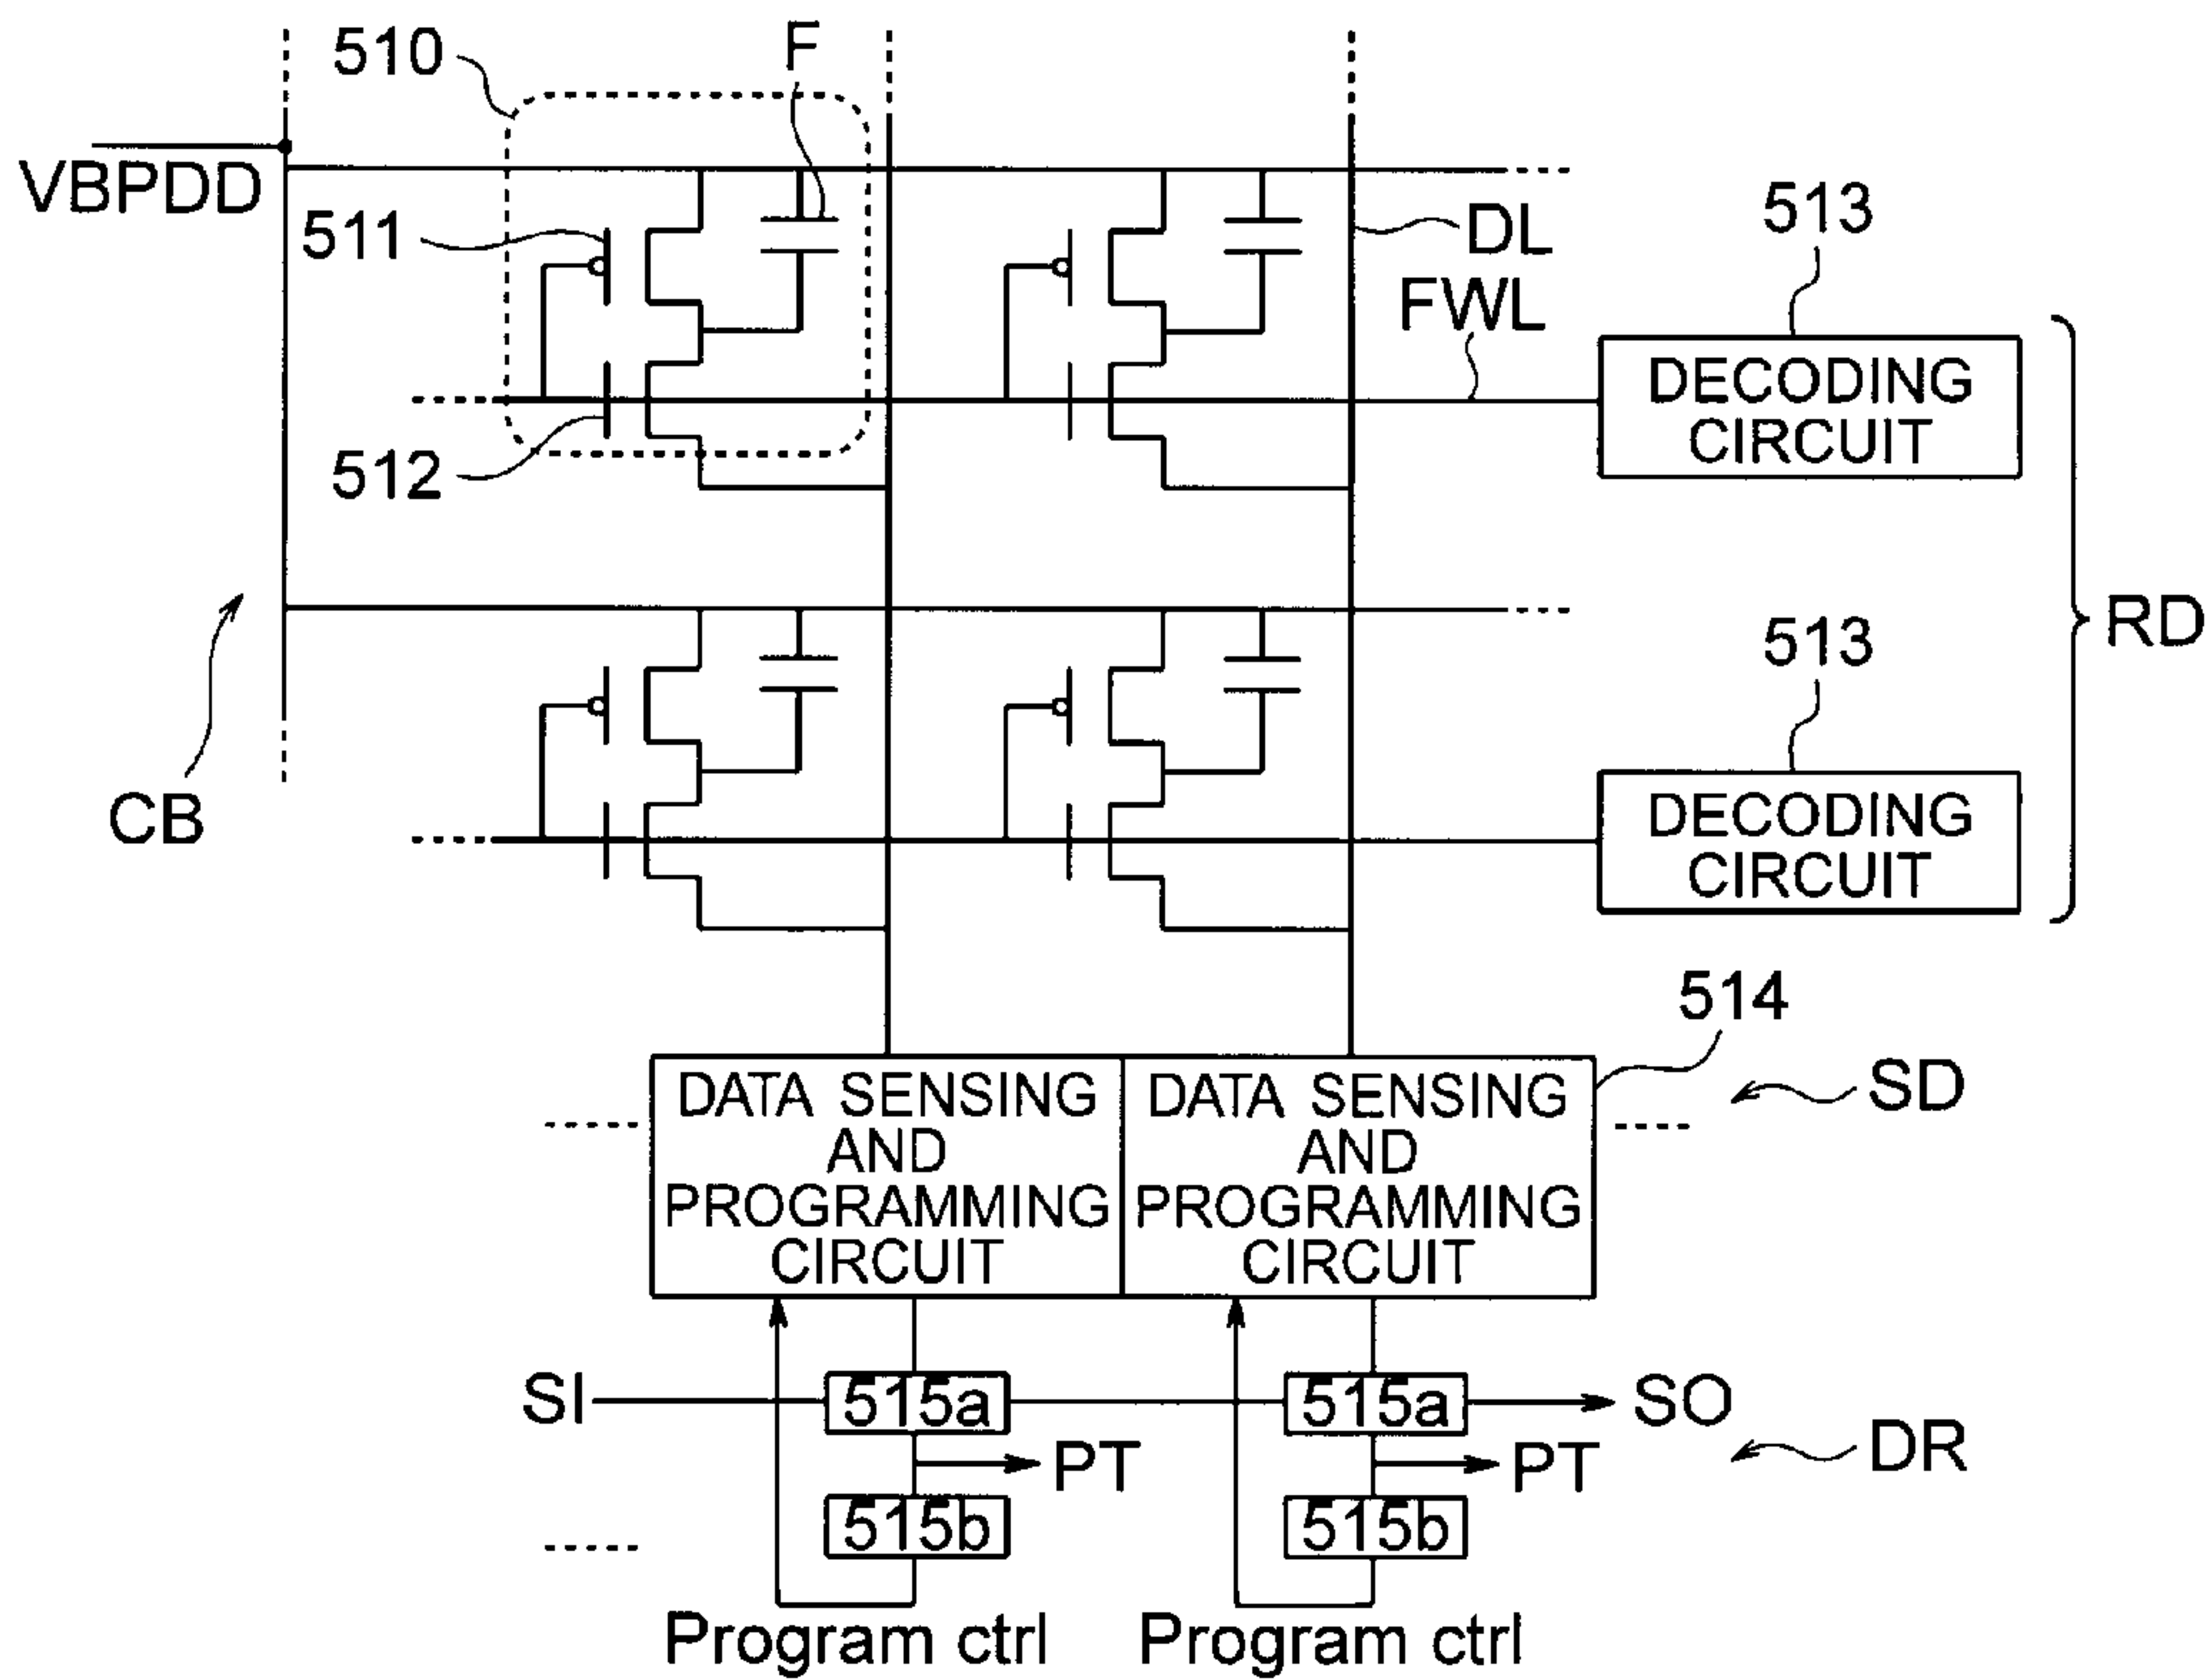 510
F
VBPDD
511
DL
513
FWL
DECODING
CIRCUIT
512
RD
513
CB
DECODING
CIRCUIT
514
DATA SENSING
AND
PROGRAMMING
CIRCUIT
DATA SENSING
AND
PROGRAMMING
CIRCUIT
SD
SI
515a
515a
SO
PT
PT
DR
515b
515b
Program ctrl
Program ctrl